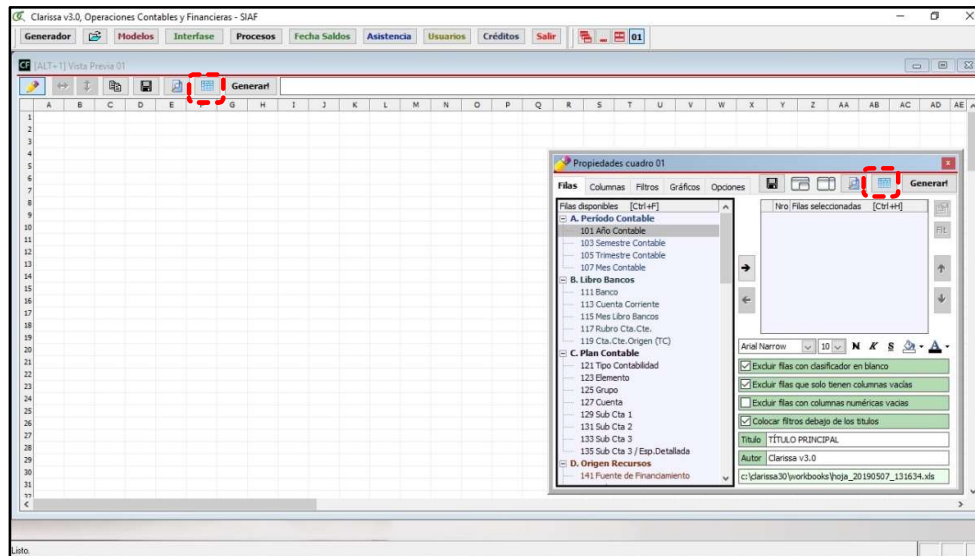 Clarissa v3.0, Operaciones Contables y Financieras - SIAF
Generador Modelos Interfase Procesos Fecha Saldos Asistencia Usuarios Créditos Salir 01
CF [ALT+1] Vista Previa 01
Generar!
A B C D E F G H I J K L M N O P Q R S T U V W X Y Z AA AB AC AD AE
1
2
3
4
5
6
7
8
9
10
11
12
13
14
15
16
17
18
19
20
21
22
23
24
25
26
27
28
29
30
31
32
Propiedades cuadro 01
Filas Columnas Filtros Gráficos Opciones Generar!
Filas disponibles [Ctrl+F]
A. Período Contable
101 Año Contable
103 Semestre Contable
105 Trimestre Contable
107 Mes Contable
B. Libro Bancos
111 Banco
113 Cuenta Corriente
115 Mes Libro Bancos
117 Rubro Cta.Cte.
119 Cta.Cte.Origen (TC)
C. Plan Contable
121 Tipo Contabilidad
123 Elemento
125 Grupo
127 Cuenta
129 Sub Cta 1
131 Sub Cta 2
133 Sub Cta 3
135 Sub Cta 3 / Esp.Detallada
D. Origen Recursos
141 Fuente de Financiamiento
Nro Filas seleccionadas [Ctrl+H]
Flt
Arial Narrow 10 N K S A
Excluir filas con clasificador en blanco
Excluir filas que solo tienen columnas vacías
Excluir filas con columnas numéricas vacias
Colocar filtros debajo de los titulos
Titulo TÍTULO PRINCIPAL
Autor Clarissa v3.0
c:\clarissa30\workbooks\hoja_20190507_131634.xls
Listo.